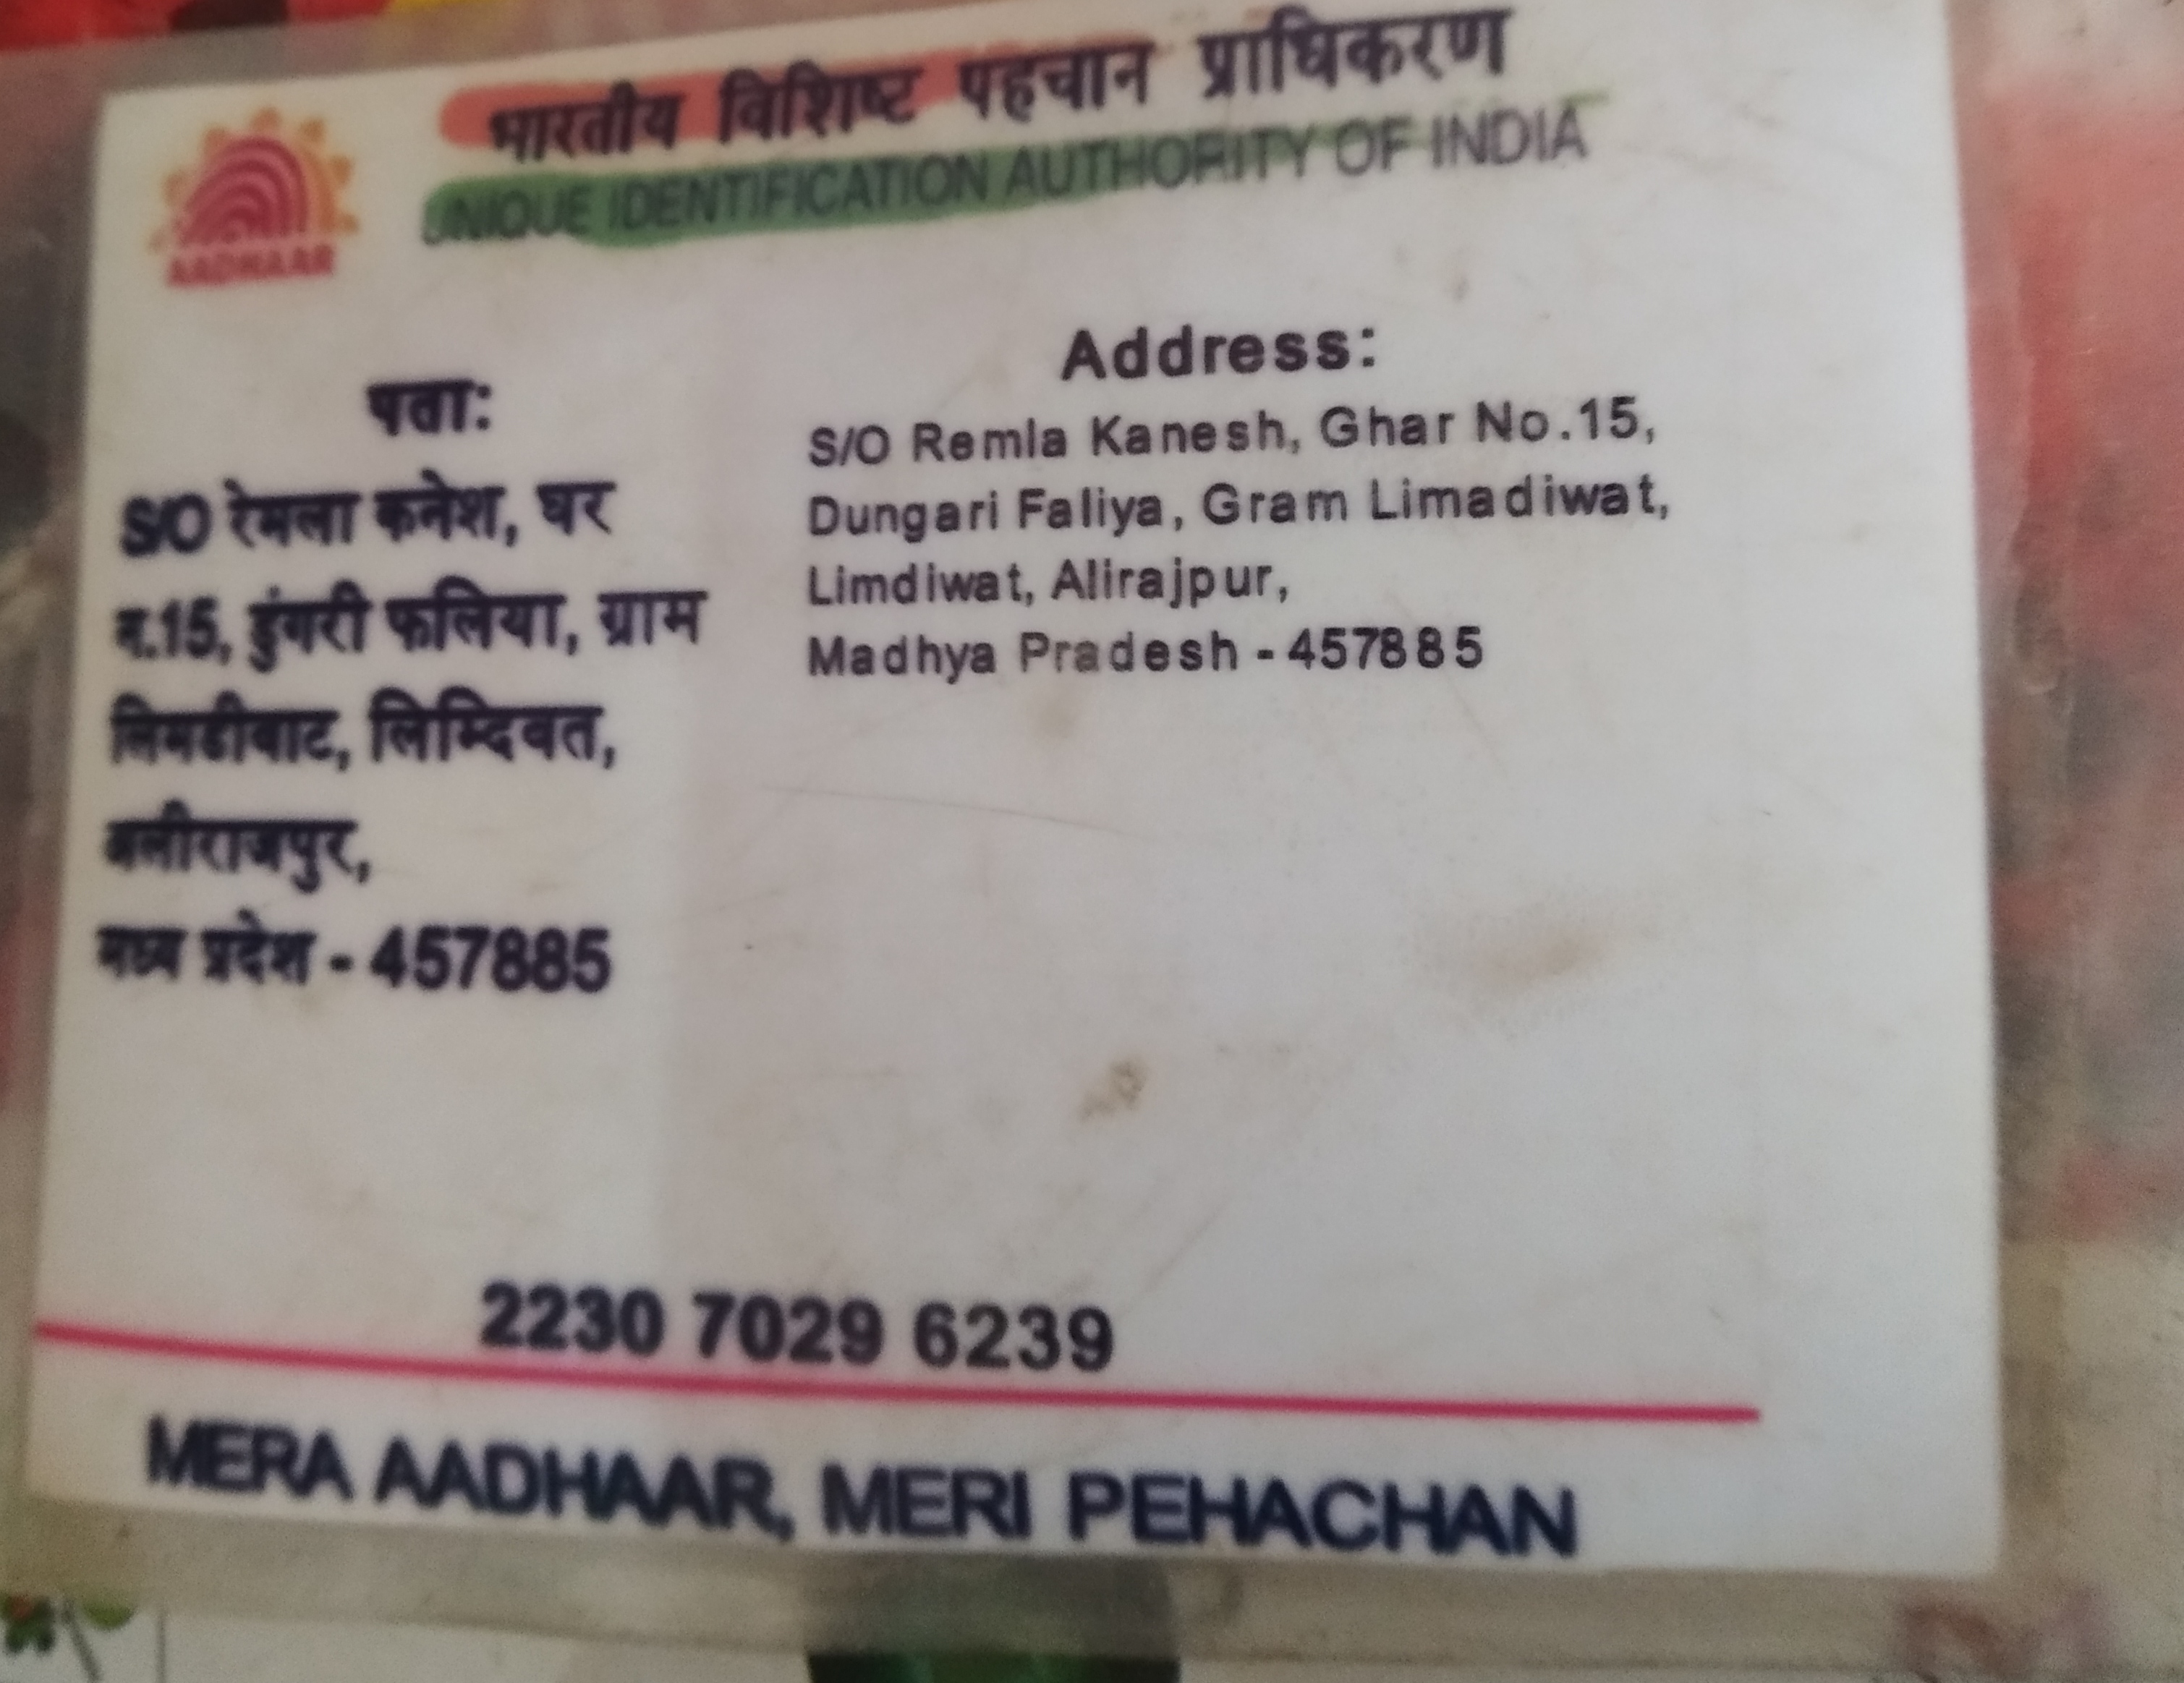 भारतीय विशिष्ट पहचान प्राधिकरण
UNIQUE IDENTIFICATION AUTHORITY OF INDIA
AADHAAR
पता:
S/O रेमला कनेश, घर
न.15, डुंगरी फलिया, ग्राम
लिमडीवाट, लिम्दिवत,
अलीराजपुर,
मध्य प्रदेश - 457885
Address:
S/O Remla Kanesh, Ghar No.15,
Dungari Faliya, Gram Limadiwat,
Limdiwat, Alirajpur,
Madhya Pradesh - 457885
2230 7029 6239
MERA AADHAAR, MERI PEHACHAN